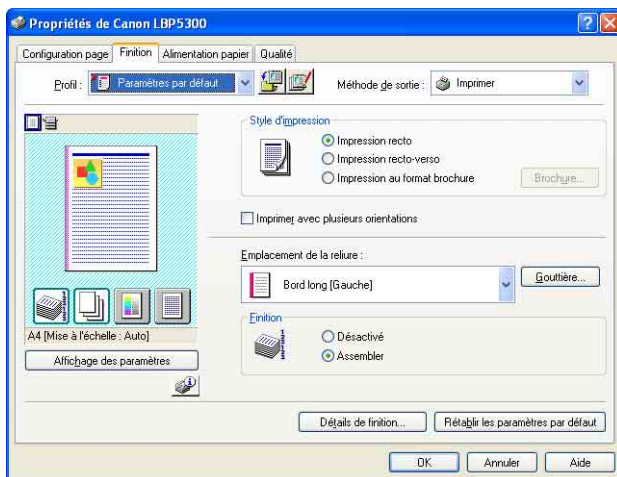 Propriétés de Canon LBP5300
Configuration page Finition Alimentation papier Qualité
Profil : Paramètres par défaut Méthode de sortie : Imprimer
Style d'impression
Impression recto
Impression recto-verso
Impression au format brochure Brochure...
Imprimer avec plusieurs orientations
Emplacement de la reliure :
Bord long [Gauche] Gouttière...
A4 [Mise à l'échelle : Auto]
Affichage des paramètres
Finition
Désactivé
Assembler
Détails de finition... Rétablir les paramètres par défaut
OK Annuler Aide